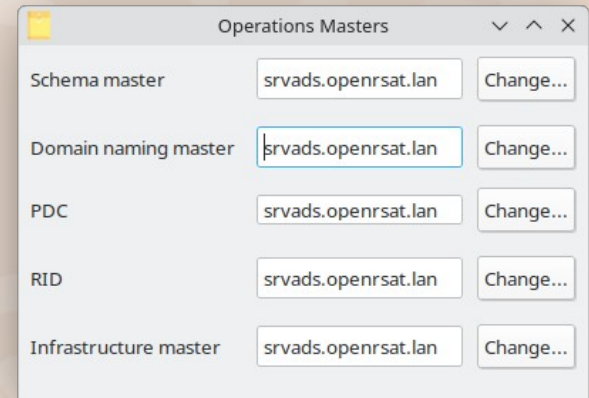 Operations Masters
Schema master srvads.openrsat.lan Change...
Domain naming master srvads.openrsat.lan Change...
PDC srvads.openrsat.lan Change...
RID srvads.openrsat.lan Change...
Infrastructure master srvads.openrsat.lan Change...